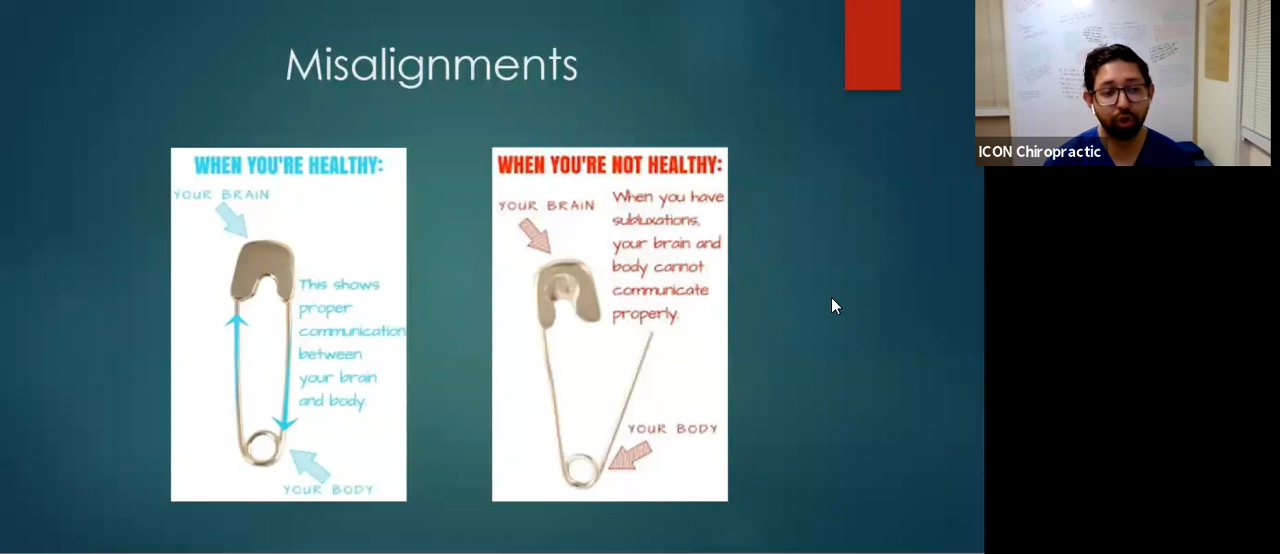 Misalignments
WHEN YOU'RE HEALTHY:
YOUR BRAIN
This shows
proper
communication
between
your brain
and body
YOUR BODY
WHEN YOU'RE NOT HEALTHY:
YOUR BRAIN
When you have
subluxations,
your brain and
body cannot
communicate
properly.
YOUR BODY
ICON Chiropractic